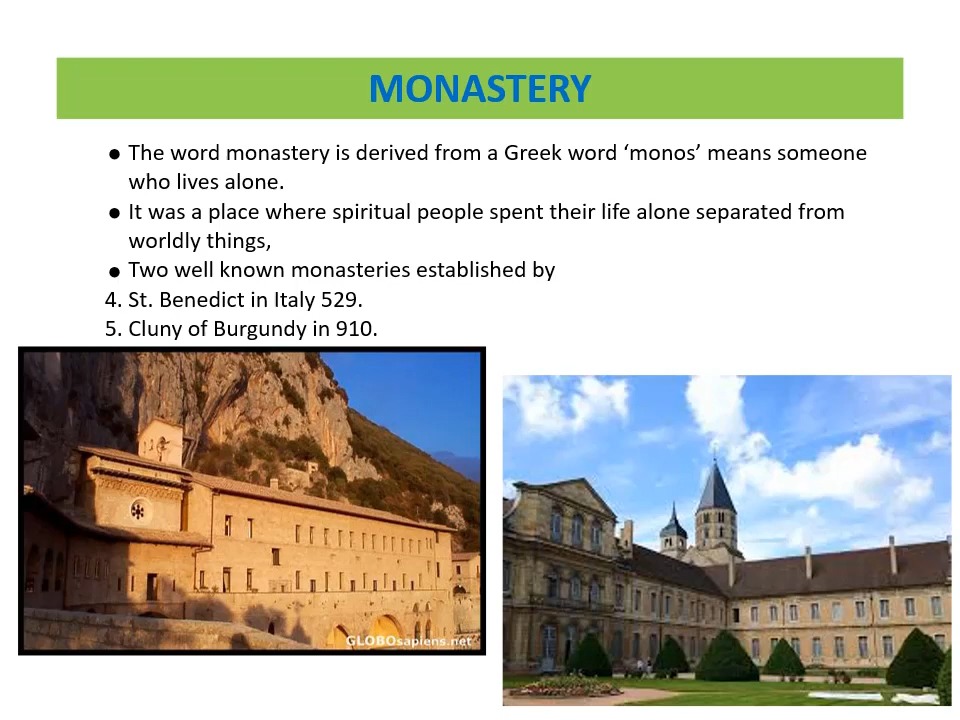 MONASTERY
● The word monastery is derived from a Greek word ‘monos’ means someone
who lives alone.
● It was a place where spiritual people spent their life alone separated from
worldly things,
● Two well known monasteries established by
4. St. Benedict in Italy 529.
5. Cluny of Burgundy in 910.
GLOBOsapiens.net